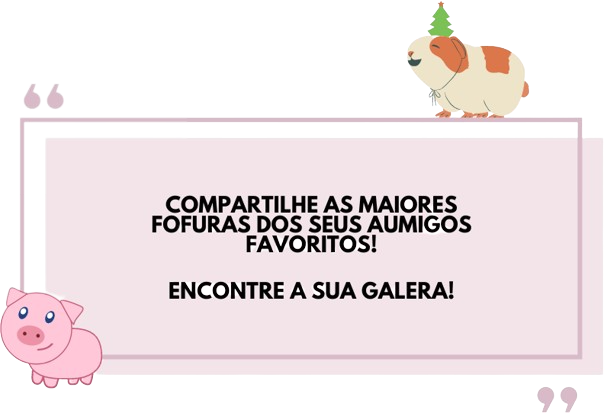 COMPARTILHE AS MAIORES
FOFURAS DOS SEUS AUMIGOS
FAVORITOS!
ENCONTRE A SUA GALERA!